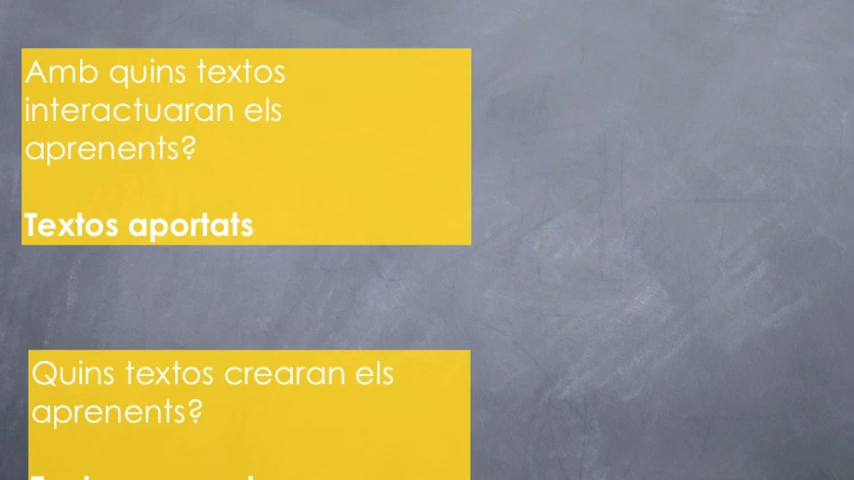 Amb quins textos
interactuaran els
aprenents?
Textos aportats
Quins textos crearan els
aprenents?